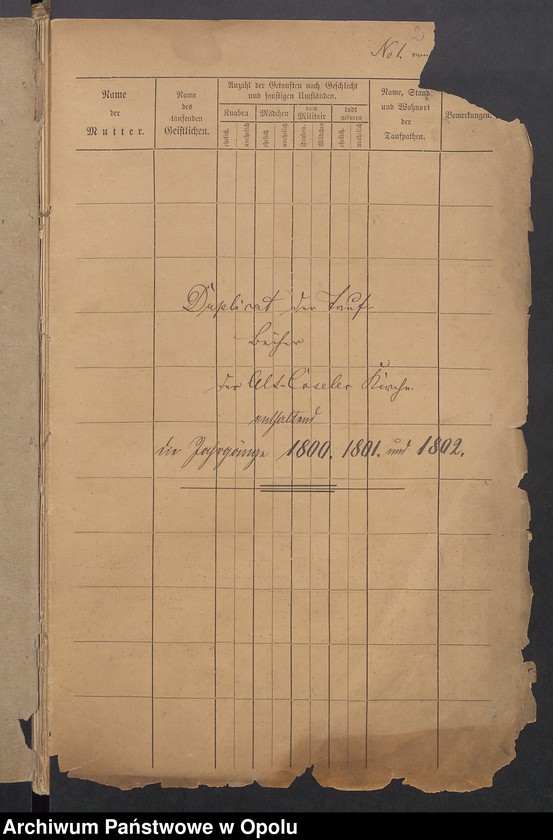 2
No 1. von
Name
der
Mutter.
Name
des
taufenden
Geistlichen.
Anzahl der Getauften nach Geschlecht
und sonstigen Umständen.
Knaben
Mädchen
vom
Militair
todt
geboren
ehelich.
unehelich
ehelich.
unehelich
Knaben.
Mädchen
ehelich.
unehelich
Name, Stand
und Wohnort
der
Taufpathen.
Bemerkungen.
Duplicat der Tauf-
Bücher
der Alt-Coseler Kirche
enthaltend
die Jahrgänge 1800. 1801. und 1802.
Archiwum Państwowe w Opolu